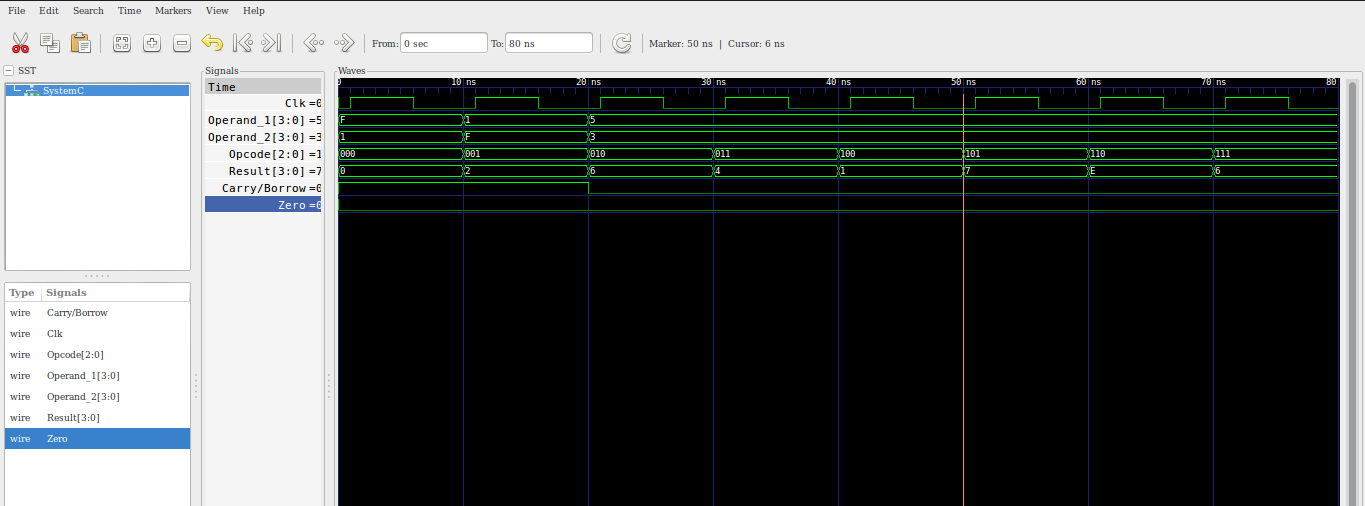 File Edit Search Time Markers View Help
From: 0 sec To: 80 ns Marker: 50 ns | Cursor: 6 ns
SST
SystemC
Type Signals
wire Carry/Borrow
wire Clk
wire Opcode[2:0]
wire Operand_1[3:0]
wire Operand_2[3:0]
wire Result[3:0]
wire Zero
Signals
Time
Clk =0
Operand_1[3:0] =5
Operand_2[3:0] =3
Opcode[2:0] =1
Result[3:0] =7
Carry/Borrow =0
Zero =0
Waves
0 10 ns 20 ns 30 ns 40 ns 50 ns 60 ns 70 ns 80
F 1 5
1 F 3
000 001 010 011 100 101 110 111
0 2 6 4 1 7 E 6